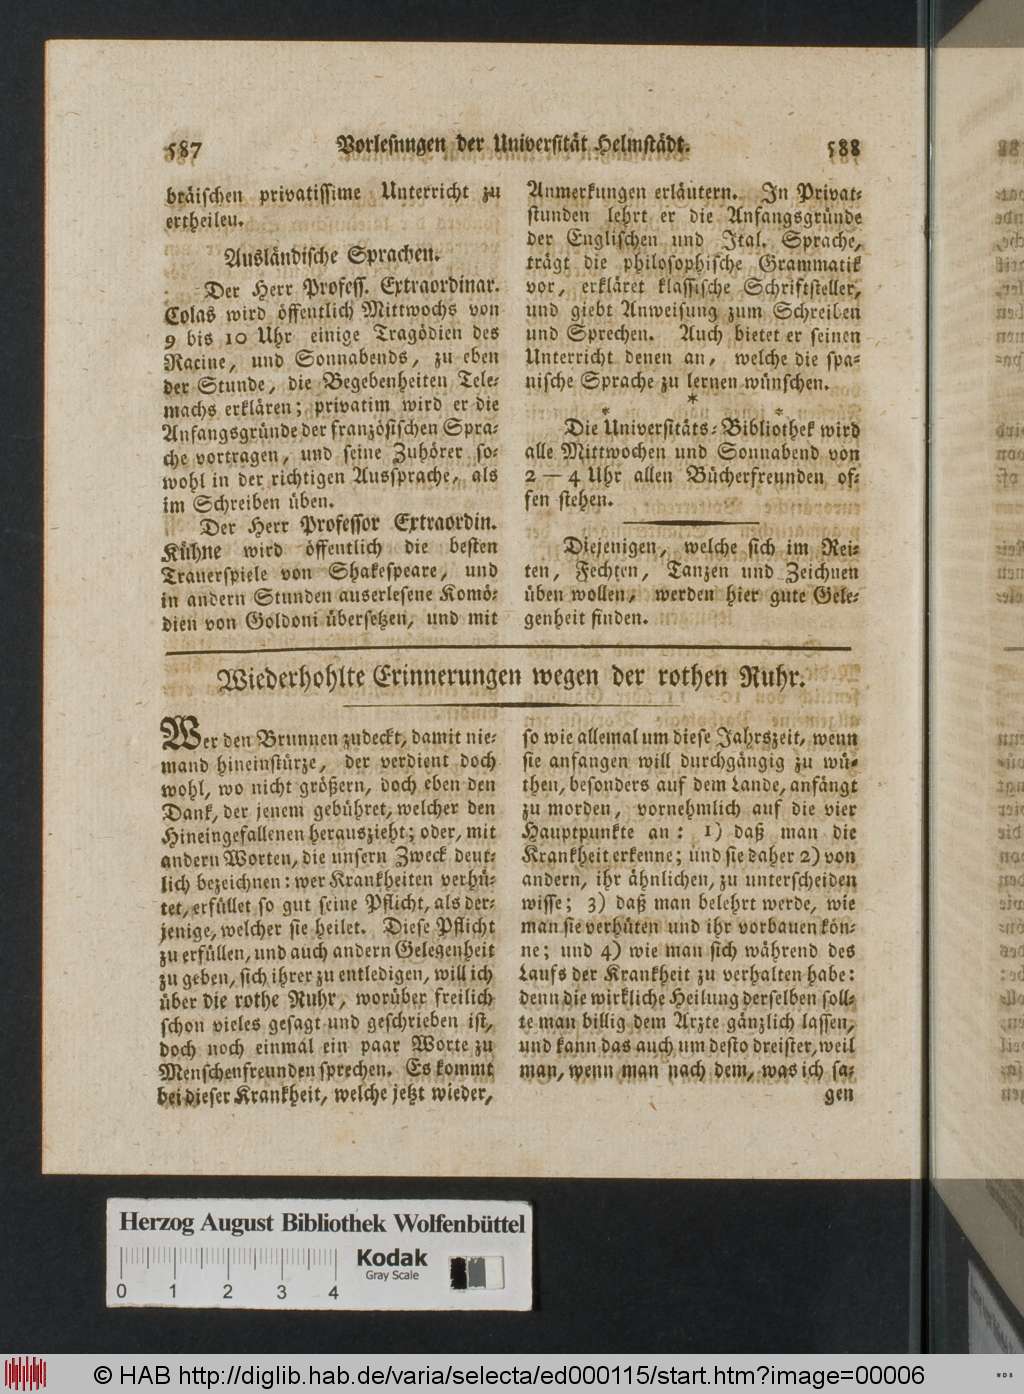 587
Vorlesungen der Universität Helmstädt.
588
bräischen privatissime Unterricht zu
ertheilen.
Ausländische Sprachen.
Der Herr Profess. Extraordinar.
Colas wird öffentlich Mittwochs von
9 bis 10 Uhr einige Tragödien des
Racine, und Sonnabends, zu eben
der Stunde, die Begebenheiten Tele-
machs erklären; privatim wird er die
Anfangsgründe der französischen Spra-
che vortragen, und seine Zuhörer so-
wohl in der richtigen Aussprache, als
im Schreiben üben.
Der Herr Professor Extraordin.
Kühne wird öffentlich die besten
Trauerspiele von Shakespeare, und
in andern Stunden auserlesene Komö-
dien von Goldoni übersetzen, und mit
Anmerkungen erläutern. In Privat-
stunden lehrt er die Anfangsgründe
der Englischen und Ital. Sprache,
trägt die philosophische Grammatik
vor, erkläret klassische Schriftsteller,
und giebt Anweisung zum Schreiben
und Sprechen. Auch bietet er seinen
Unterricht denen an, welche die spa-
nische Sprache zu lernen wünschen.
* * *
Die Universitäts-Bibliothek wird
alle Mittwochen und Sonnabend von
2 — 4 Uhr allen Bücherfreunden of-
fen stehen.
Diejenigen, welche sich im Rei-
ten, Fechten, Tanzen und Zeichnen
üben wollen, werden hier gute Gele-
genheit finden.
Wiederhohlte Erinnerungen wegen der rothen Ruhr.
Wer den Brunnen zudeckt, damit nie-
mand hineinstürze, der verdient doch
wohl, wo nicht größern, doch eben den
Dank, der jenem gebühret, welcher den
Hineingefallenen herauszieht; oder, mit
andern Worten, die unsern Zweck deut-
lich bezeichnen: wer Krankheiten verhü-
tet, erfüllet so gut seine Pflicht, als der-
jenige, welcher sie heilet. Diese Pflicht
zu erfüllen, und auch andern Gelegenheit
zu geben, sich ihrer zu entledigen, will ich
über die rothe Ruhr, worüber freilich
schon vieles gesagt und geschrieben ist,
doch noch einmal ein paar Worte zu
Menschenfreunden sprechen. Es kommt
bei dieser Krankheit, welche jetzt wieder,
so wie allemal um diese Jahrszeit, wenn
sie anfangen will durchgängig zu wü-
then, besonders auf dem Lande, anfängt
zu morden, vornehmlich auf die vier
Hauptpunkte an: 1) daß man die
Krankheit erkenne; und sie daher 2) von
andern, ihr ähnlichen, zu unterscheiden
wisse; 3) daß man belehrt werde, wie
man sie verhüten und ihr vorbauen kön-
ne; und 4) wie man sich während des
Laufs der Krankheit zu verhalten habe:
denn die wirkliche Heilung derselben soll-
te man billig dem Arzte gänzlich lassen,
und kann das auch um desto dreister, weil
man, wenn man nach dem, was ich sa-
gen
Herzog August Bibliothek Wolfenbüttel
0 1 2 3 4
Kodak
Gray Scale
© HAB http://diglib.hab.de/varia/selecta/ed000115/start.htm?image=00006